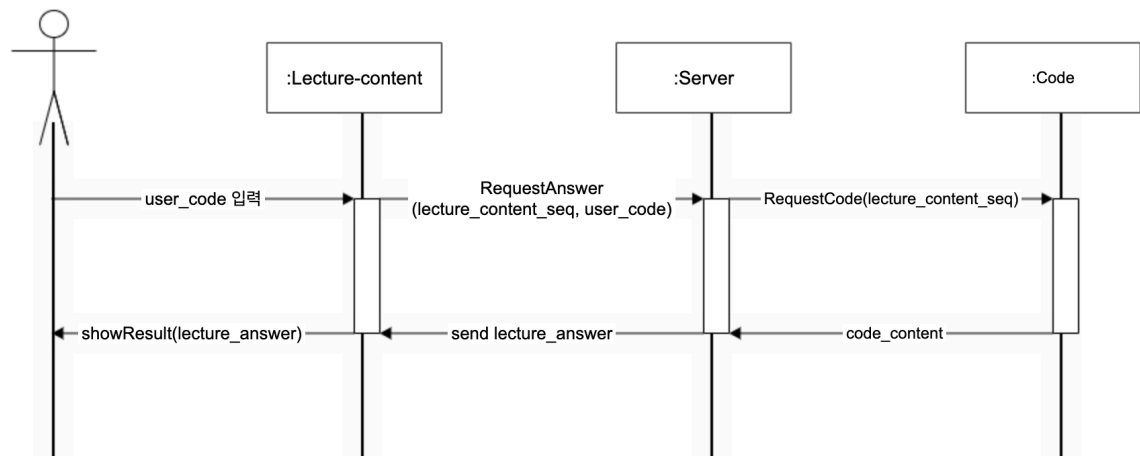 :Lecture-content
:Server
:Code
user_code 입력
RequestAnswer
(lecture_content_seq, user_code)
RequestCode(lecture_content_seq)
showResult(lecture_answer)
send lecture_answer
code_content